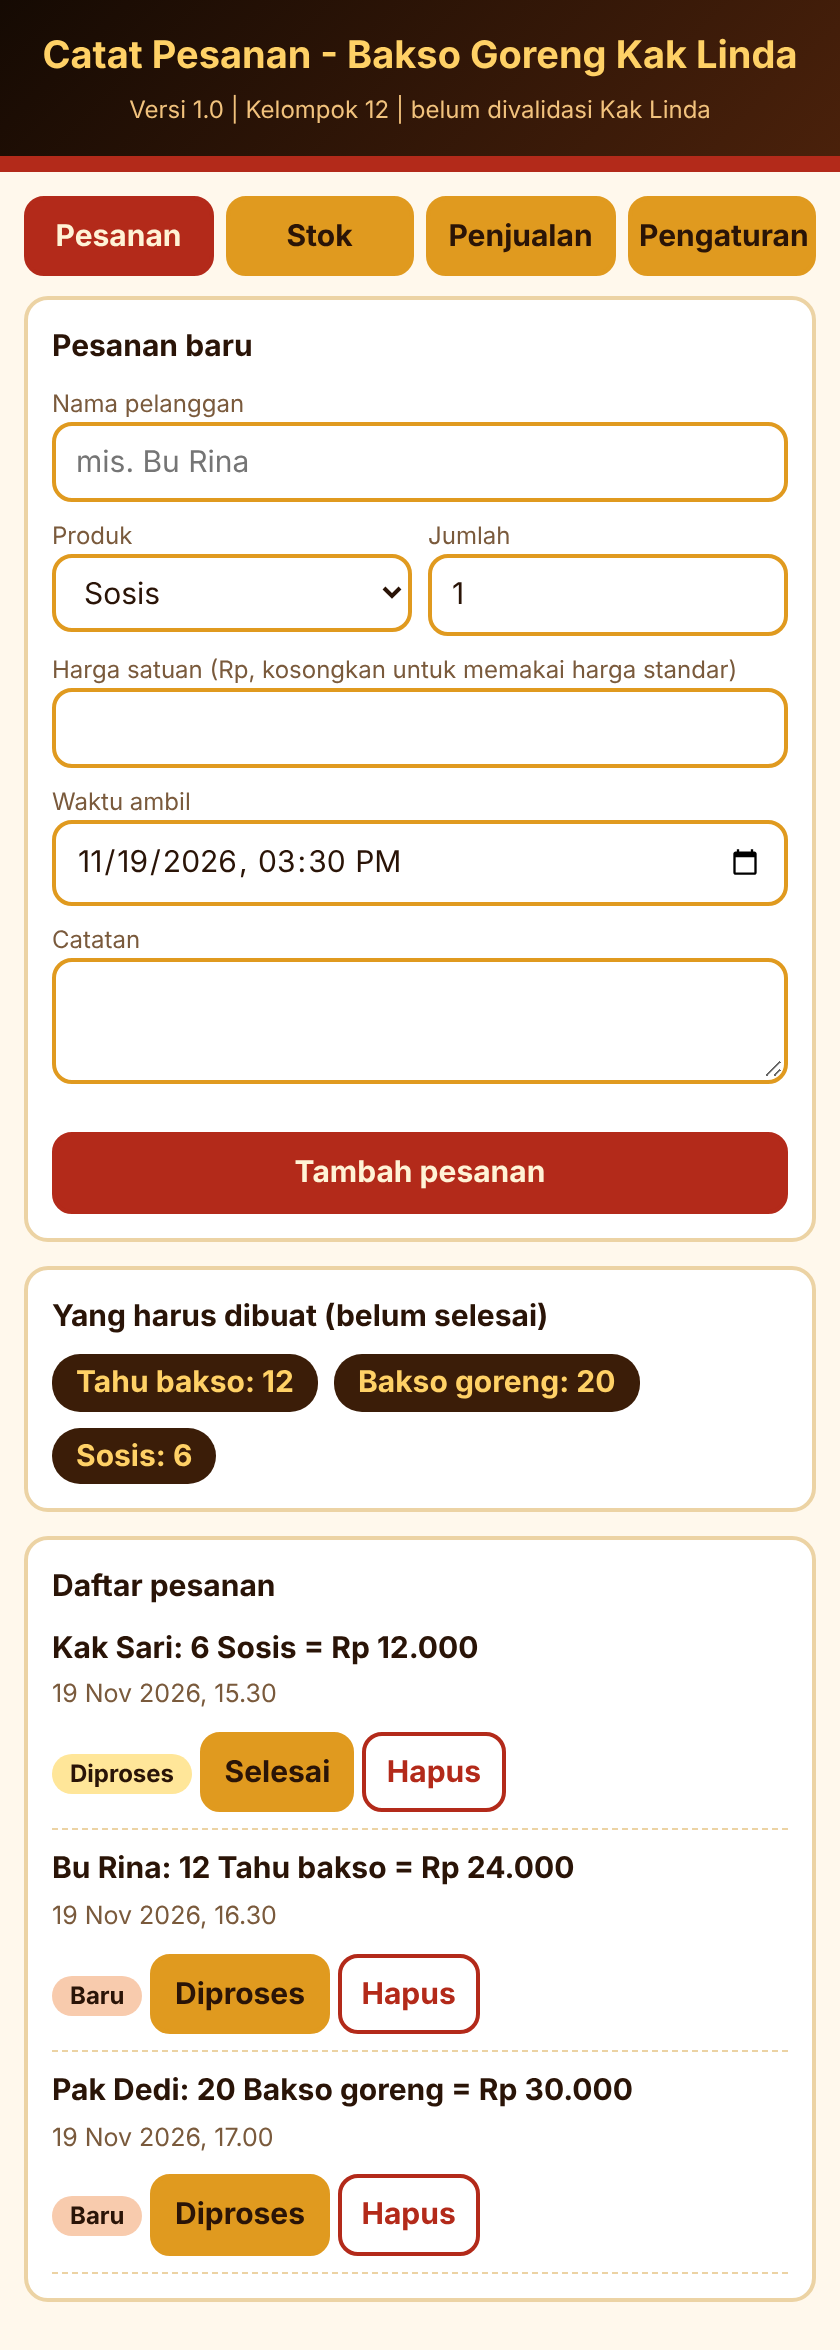 Catat Pesanan - Bakso Goreng Kak Linda
Versi 1.0 | Kelompok 12 | belum divalidasi Kak Linda
Pesanan Stok Penjualan Pengaturan
Pesanan baru
Nama pelanggan
mis. Bu Rina
Produk Jumlah
Sosis 1
Harga satuan (Rp, kosongkan untuk memakai harga standar)
Waktu ambil
11/19/2026, 03:30 PM
Catatan
Tambah pesanan
Yang harus dibuat (belum selesai)
Tahu bakso: 12 Bakso goreng: 20
Sosis: 6
Daftar pesanan
Kak Sari: 6 Sosis = Rp 12.000
19 Nov 2026, 15.30
Diproses Selesai Hapus
Bu Rina: 12 Tahu bakso = Rp 24.000
19 Nov 2026, 16.30
Baru Diproses Hapus
Pak Dedi: 20 Bakso goreng = Rp 30.000
19 Nov 2026, 17.00
Baru Diproses Hapus